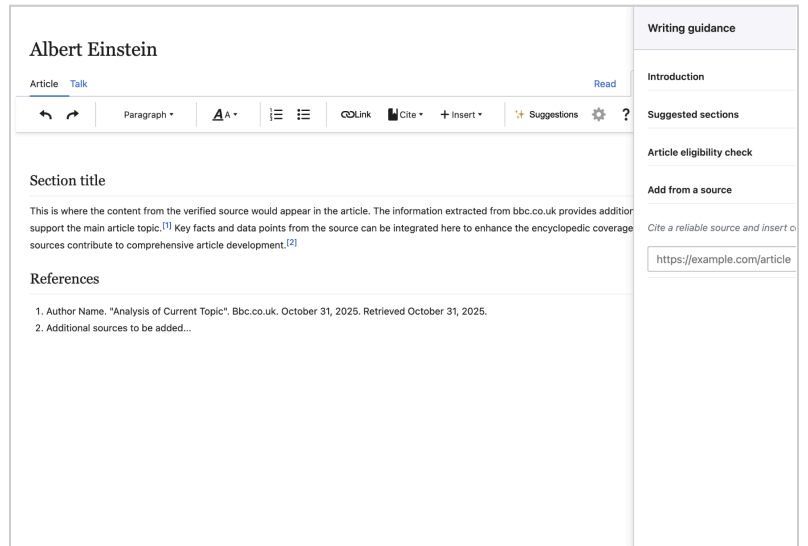 Albert Einstein
Article Talk Read
Paragraph A A Link Cite + Insert Suggestions ?
Section title
This is where the content from the verified source would appear in the article. The information extracted from bbc.co.uk provides
support the main article topic.[1] Key facts and data points from the source can be integrated here to enhance the encyclopedic coverage
sources contribute to comprehensive article development.[2]
References
1. Author Name. "Analysis of Current Topic". Bbc.co.uk. October 31, 2025. Retrieved October 31, 2025.
2. Additional sources to be added...
Writing guidance
Introduction
Suggested sections
Article eligibility check
Add from a source
Cite a reliable source and insert
https://example.com/article